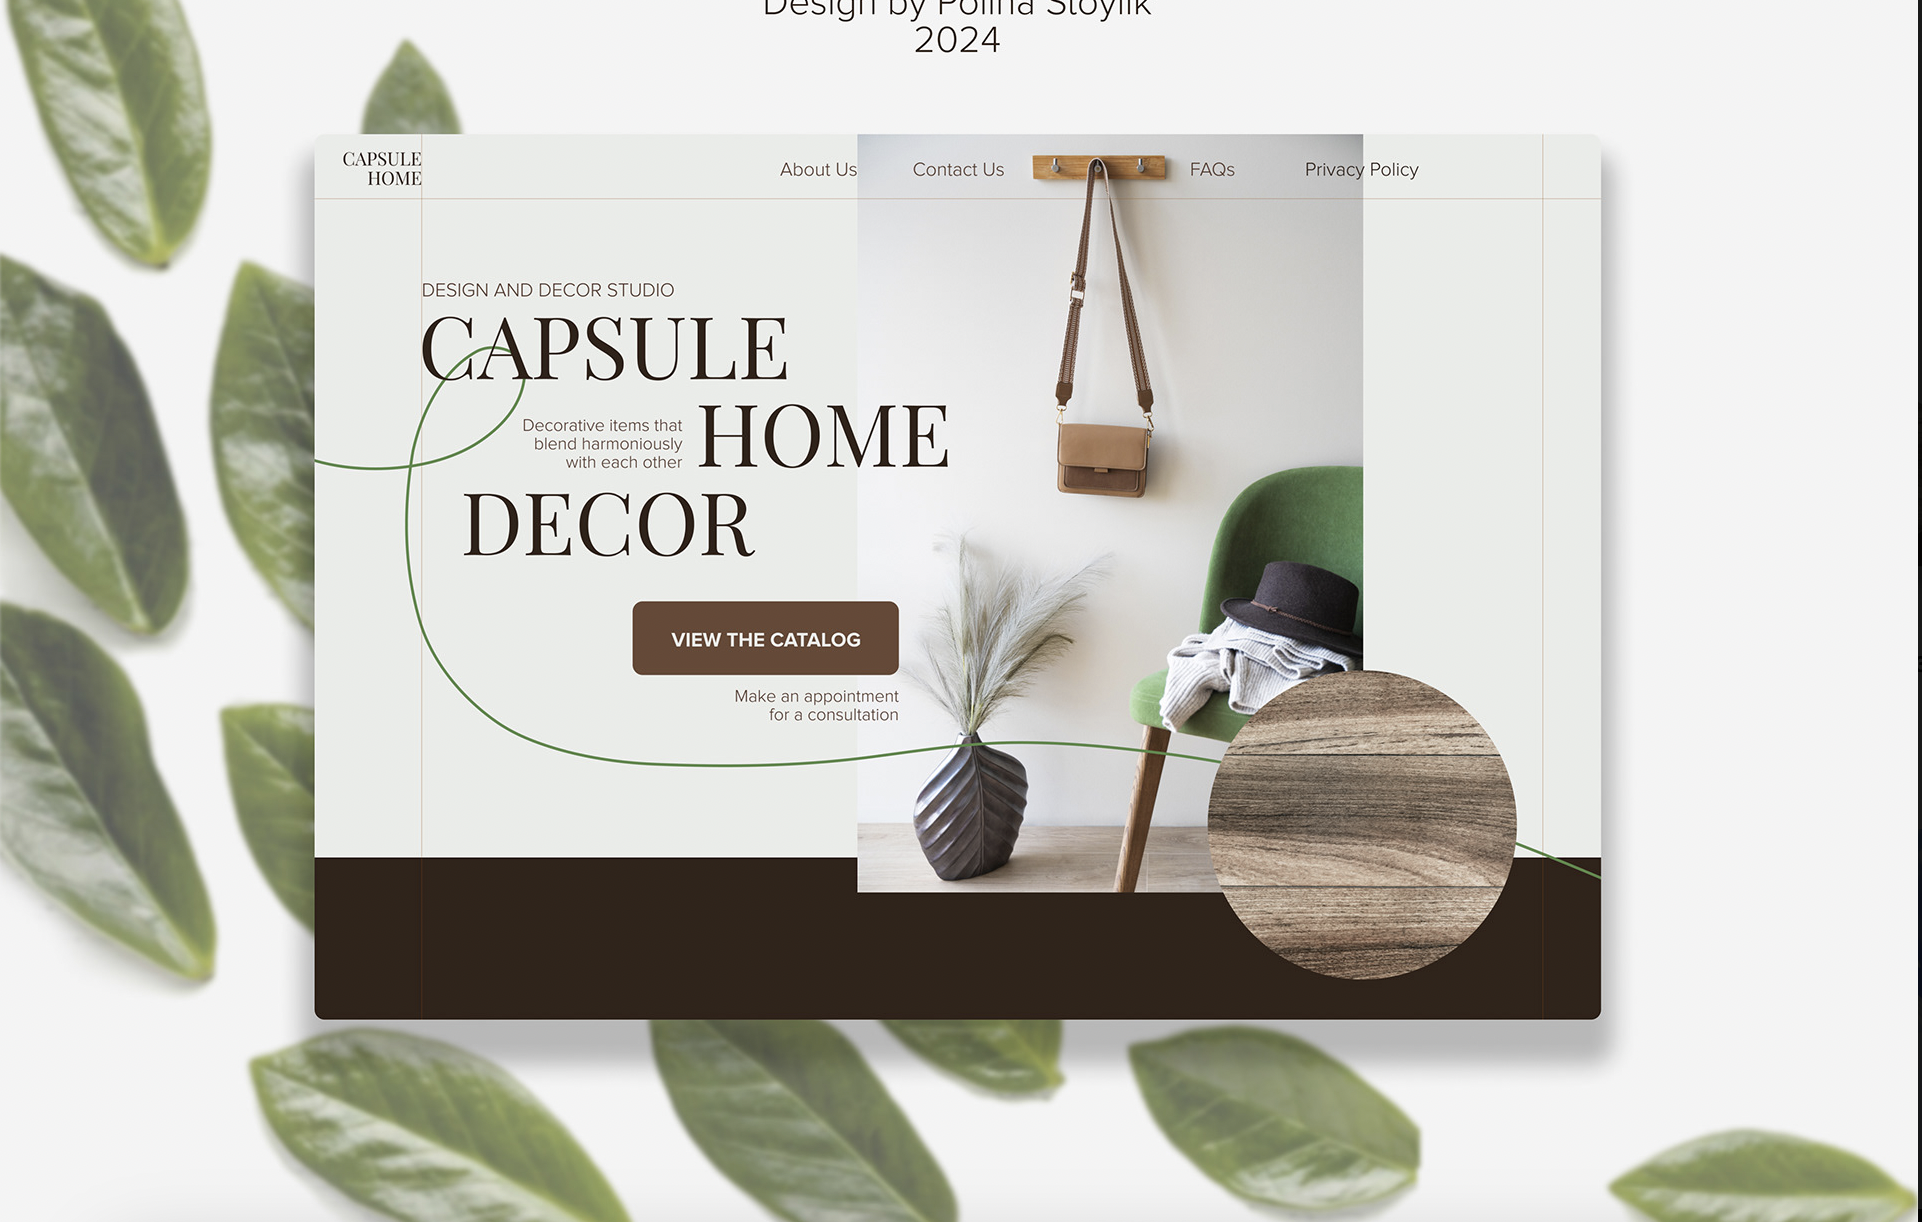 Design by Polina Stoylik
2024
CAPSULE
HOME
About Us
Contact Us
FAQs
Privacy Policy
DESIGN AND DECOR STUDIO
CAPSULE
Decorative items that
blend harmoniously
with each other
HOME
DECOR
VIEW THE CATALOG
Make an appointment
for a consultation